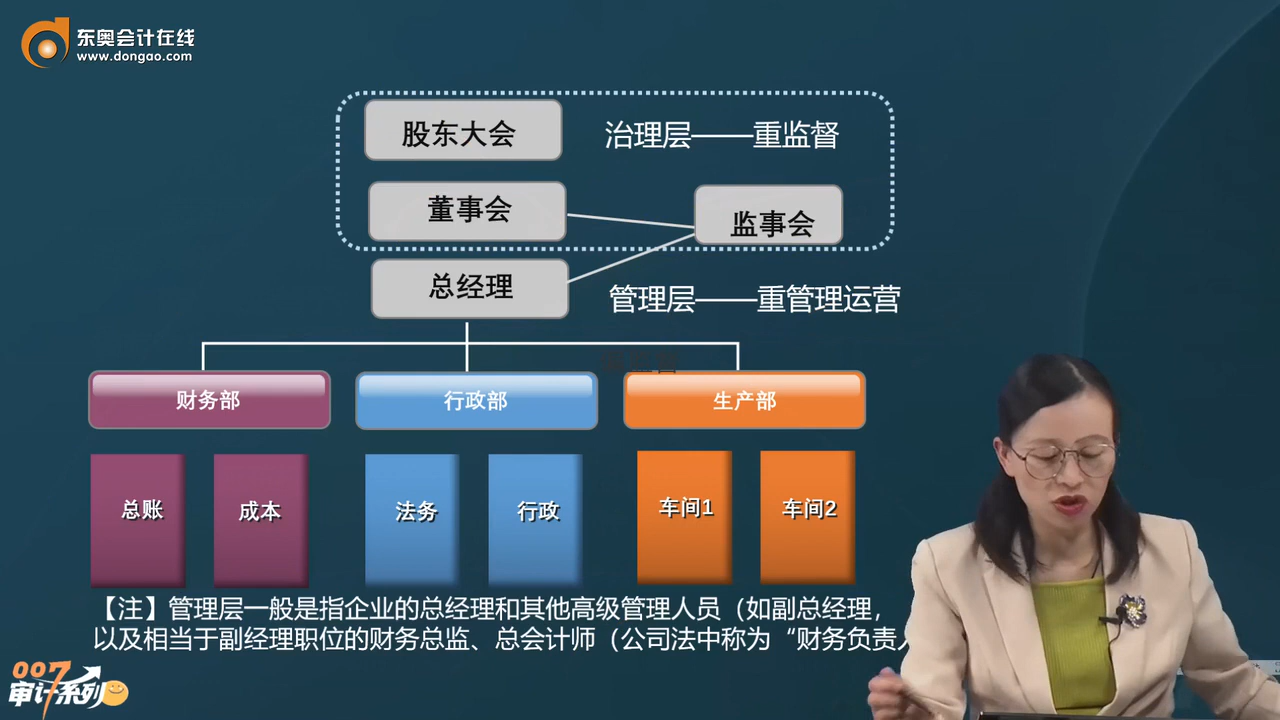 东奥会计在线
www.dongao.com
股东大会
治理层——重监督
董事会
监事会
总经理
管理层——重管理运营
财务部
行政部
生产部
总账
成本
法务
行政
车间1
车间2
【注】管理层一般是指企业的总经理和其他高级管理人员（如副总经理，
以及相当于副经理职位的财务总监、总会计师（公司法中称为“财务负责
007
审计系列